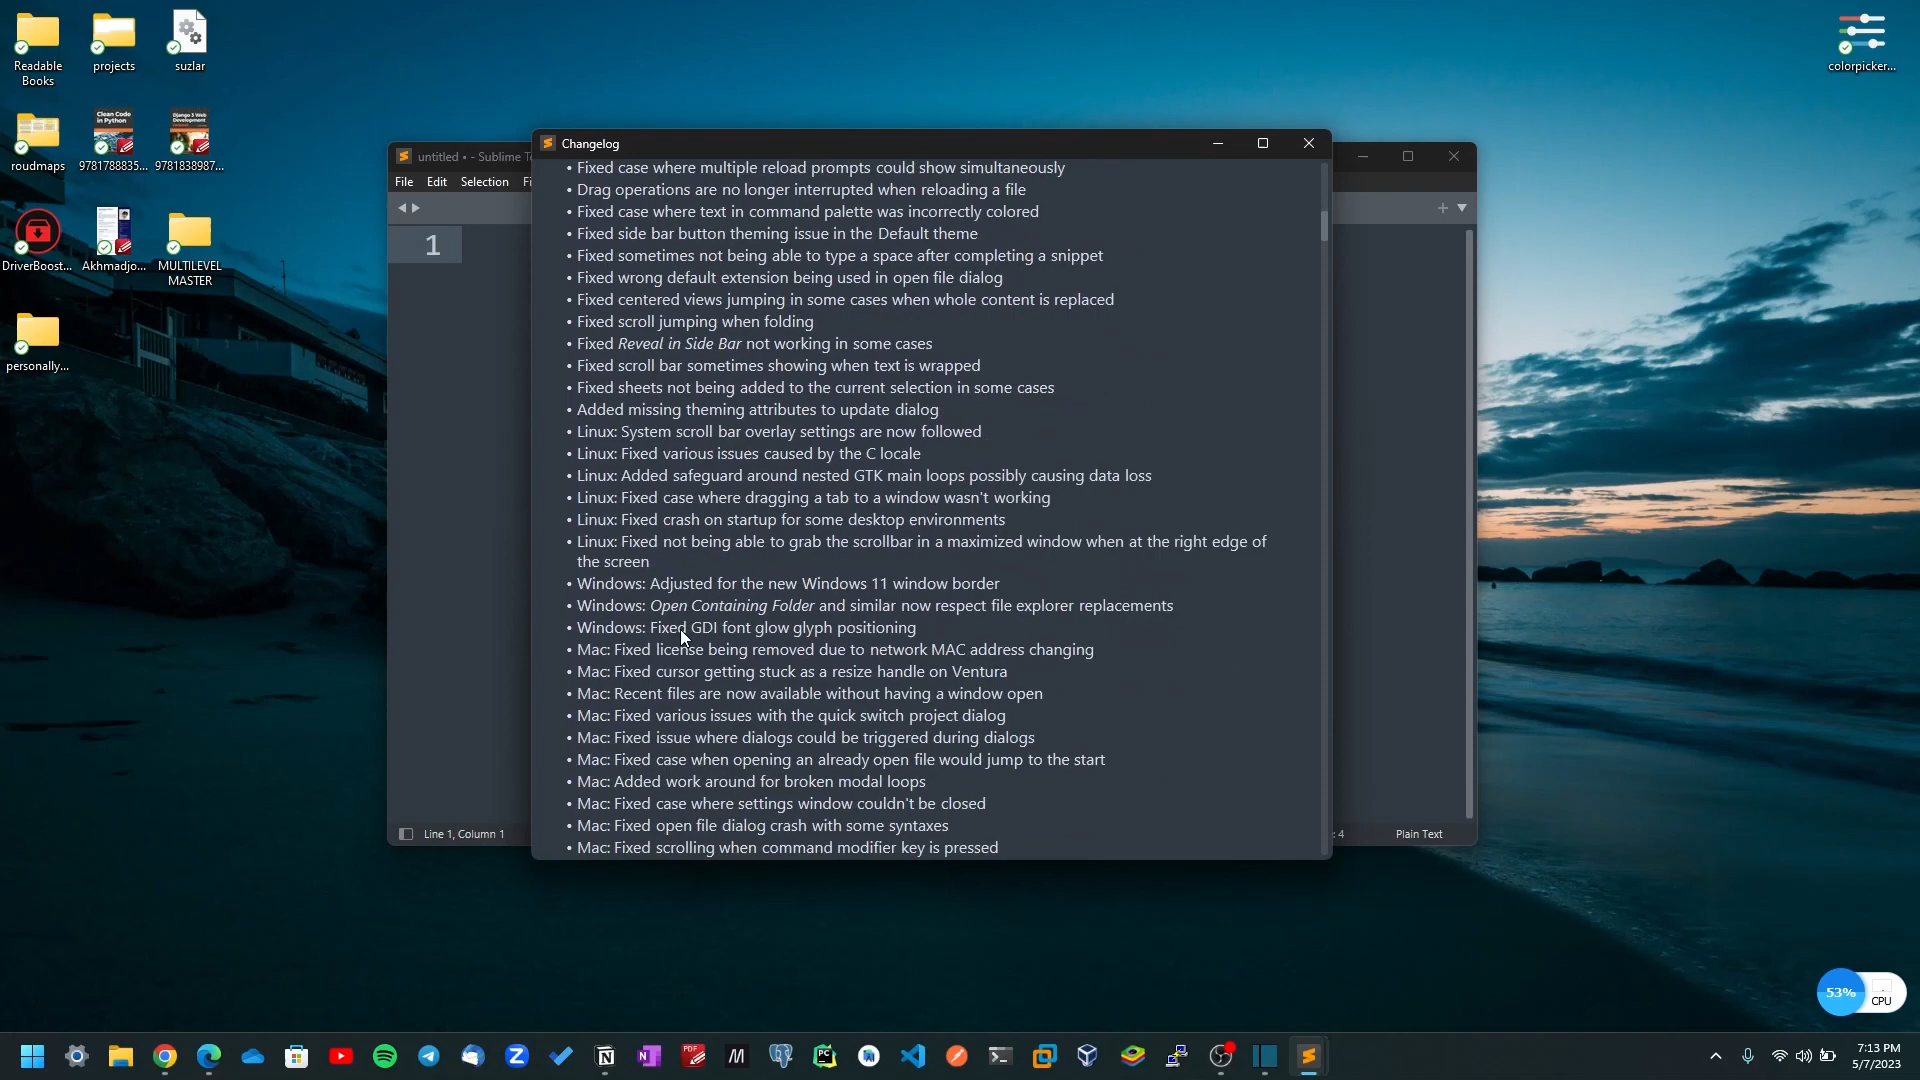 Readable
Books
projects
suzlar
colorpicker...
roudmaps
9781788835...
9781838987...
DriverBoost...
Akhmadjo...
MULTILEVEL
MASTER
personally...
untitled • - Sublime Te
File Edit Selection Fi
1
Line 1, Column 1
: 4
Plain Text
Changelog
• Fixed case where multiple reload prompts could show simultaneously
• Drag operations are no longer interrupted when reloading a file
• Fixed case where text in command palette was incorrectly colored
• Fixed side bar button theming issue in the Default theme
• Fixed sometimes not being able to type a space after completing a snippet
• Fixed wrong default extension being used in open file dialog
• Fixed centered views jumping in some cases when whole content is replaced
• Fixed scroll jumping when folding
• Fixed Reveal in Side Bar not working in some cases
• Fixed scroll bar sometimes showing when text is wrapped
• Fixed sheets not being added to the current selection in some cases
• Added missing theming attributes to update dialog
• Linux: System scroll bar overlay settings are now followed
• Linux: Fixed various issues caused by the C locale
• Linux: Added safeguard around nested GTK main loops possibly causing data loss
• Linux: Fixed case where dragging a tab to a window wasn't working
• Linux: Fixed crash on startup for some desktop environments
• Linux: Fixed not being able to grab the scrollbar in a maximized window when at the right edge of
the screen
• Windows: Adjusted for the new Windows 11 window border
• Windows: Open Containing Folder and similar now respect file explorer replacements
• Windows: Fixed GDI font glow glyph positioning
• Mac: Fixed license being removed due to network MAC address changing
• Mac: Fixed cursor getting stuck as a resize handle on Ventura
• Mac: Recent files are now available without having a window open
• Mac: Fixed various issues with the quick switch project dialog
• Mac: Fixed issue where dialogs could be triggered during dialogs
• Mac: Fixed case when opening an already open file would jump to the start
• Mac: Added work around for broken modal loops
• Mac: Fixed case where settings window couldn't be closed
• Mac: Fixed open file dialog crash with some syntaxes
• Mac: Fixed scrolling when command modifier key is pressed
53%
CPU
7:13 PM
5/7/2023